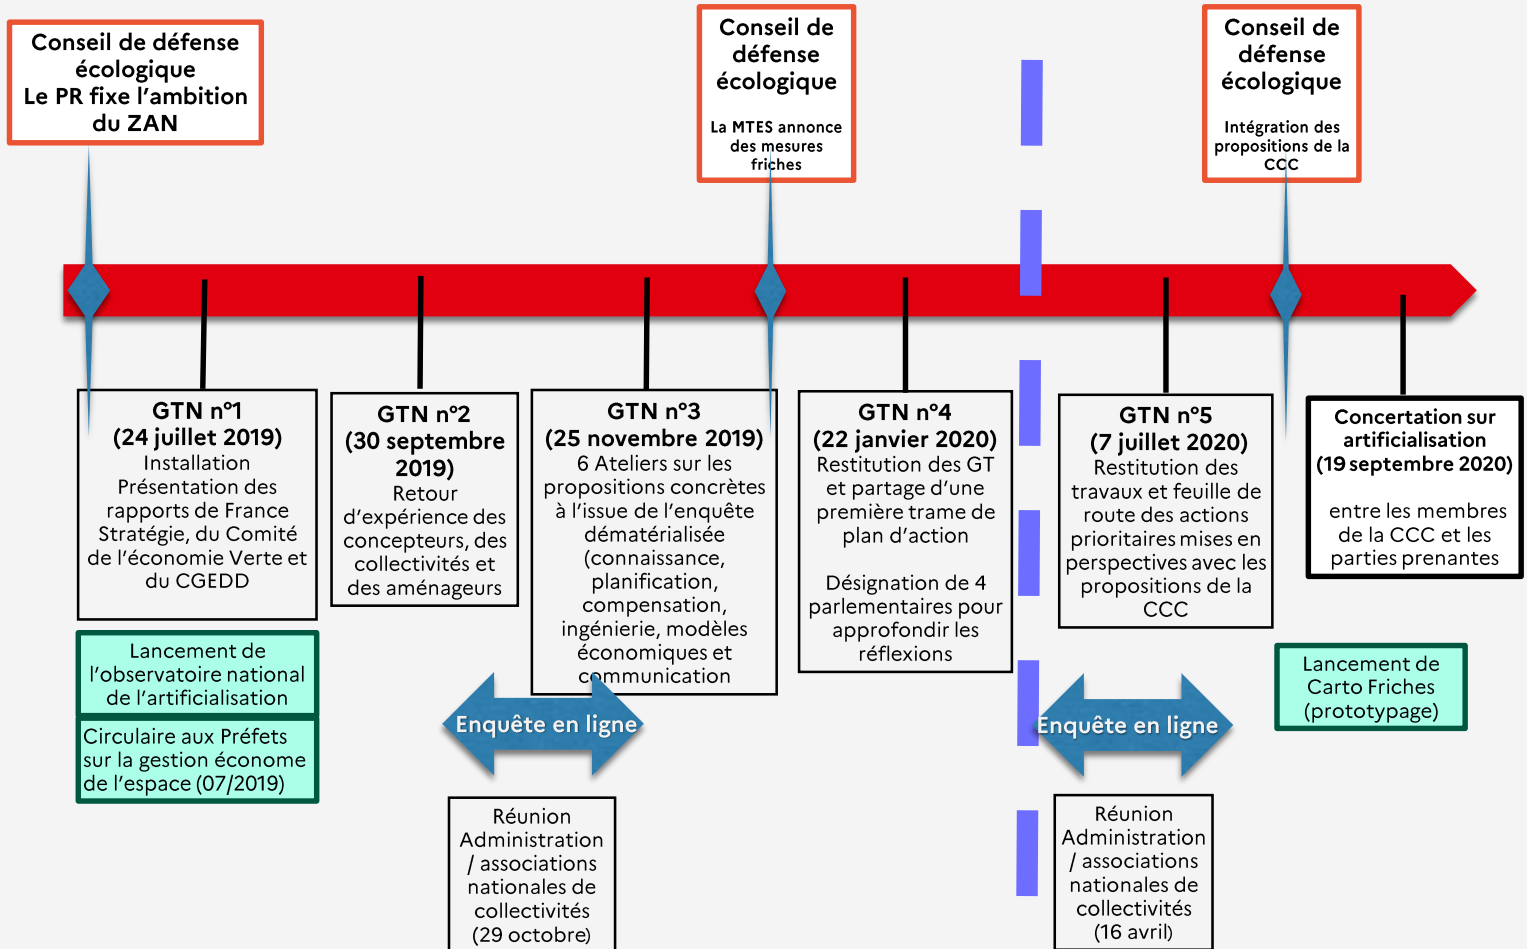 Conseil de défense
écologique
Le PR fixe l’ambition
du ZAN
Conseil de
défense
écologique
La MTES annonce
des mesures
friches
Conseil de
défense
écologique
Intégration des
propositions de la
CCC
GTN n°1
(24 juillet 2019)
Installation
Présentation des
rapports de France
Stratégie, du Comité
de l’économie Verte et
du CGEDD
GTN n°2
(30 septembre
2019)
Retour
d’expérience des
concepteurs, des
collectivités et
des aménageurs
GTN n°3
(25 novembre 2019)
6 Ateliers sur les
propositions concrètes
à l’issue de l’enquête
dématérialisée
(connaissance,
planification,
compensation,
ingénierie, modèles
économiques et
communication
GTN n°4
(22 janvier 2020)
Restitution des GT
et partage d’une
première trame de
plan d’action
Désignation de 4
parlementaires pour
approfondir les
réflexions
GTN n°5
(7 juillet 2020)
Restitution des
travaux et feuille de
route des actions
prioritaires mises en
perspectives avec les
propositions de la
CCC
Concertation sur
artificialisation
(19 septembre 2020)
entre les membres
de la CCC et les
parties prenantes
Lancement de
l’observatoire national
de l’artificialisation
Circulaire aux Préfets
sur la gestion économe
de l’espace (07/2019)
Enquête en ligne
Enquête en ligne
Lancement de
Carto Friches
(prototypage)
Réunion
Administration
/ associations
nationales de
collectivités
(29 octobre)
Réunion
Administration
/ associations
nationales de
collectivités
(16 avril)